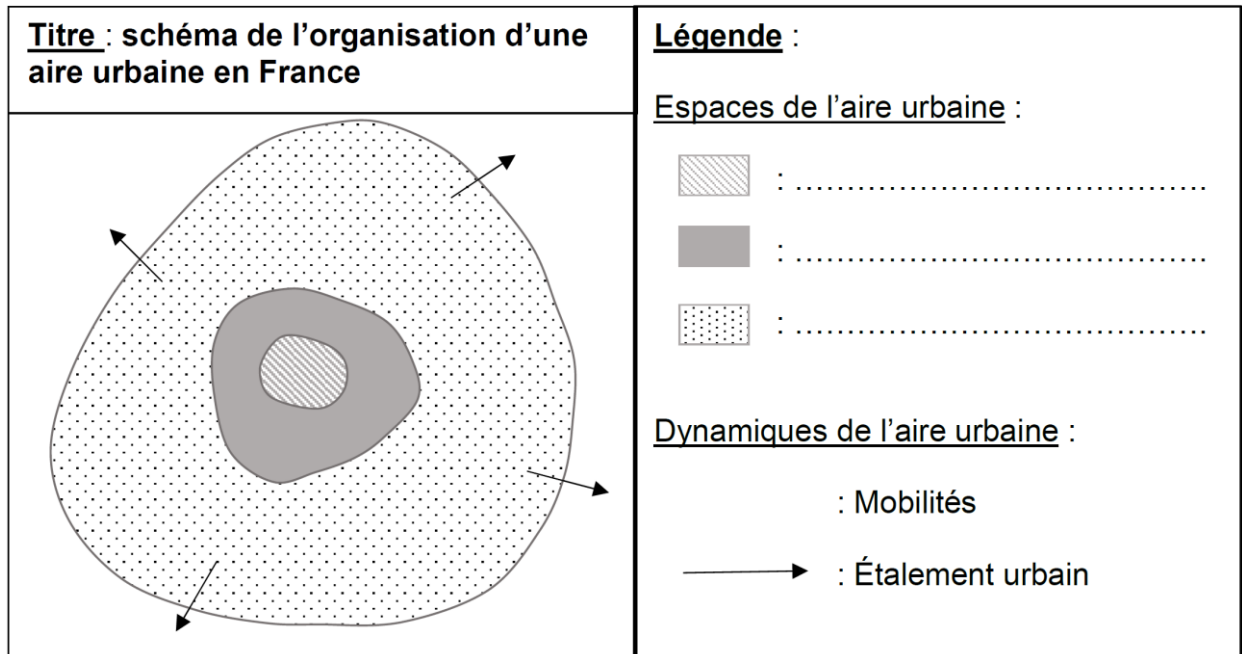 Titre : schéma de l'organisation d'une
aire urbaine en France
Légende :
Espaces de l'aire urbaine :
: ………………………………….
: ………………………………….
: ………………………………….
Dynamiques de l'aire urbaine :
: Mobilités
: Étalement urbain